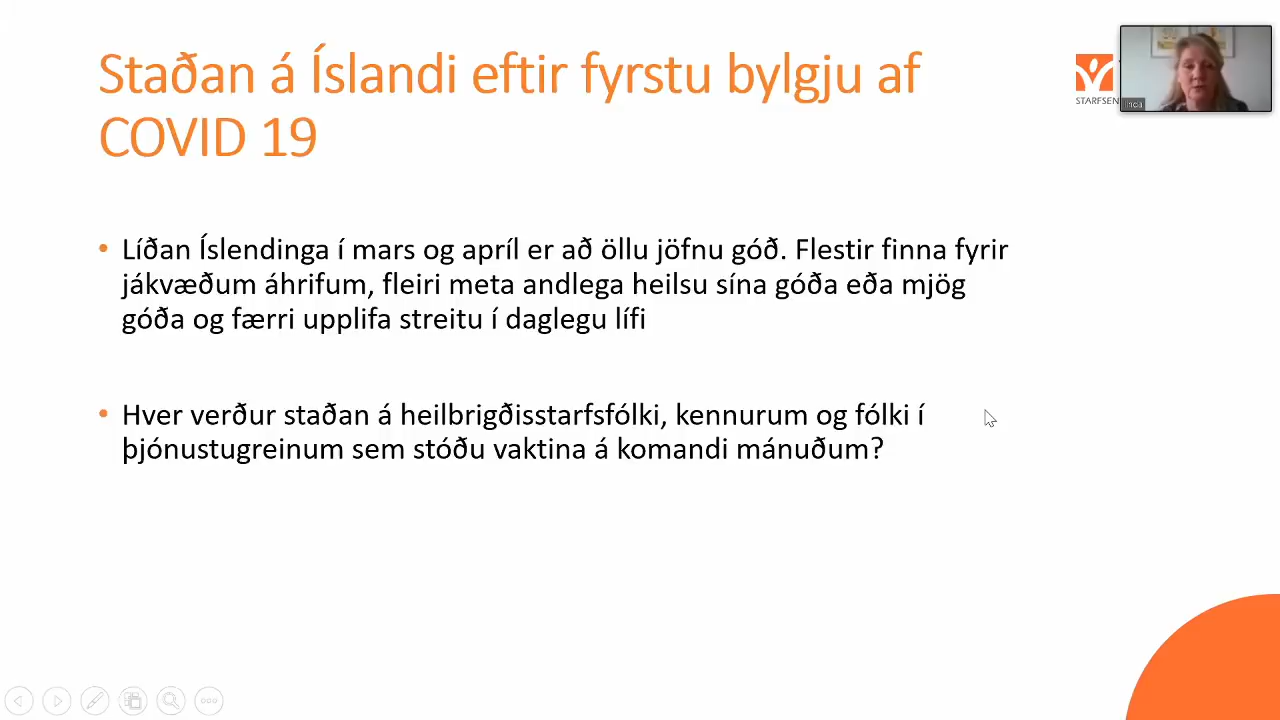 Staðan á Íslandi eftir fyrstu bylgju af
COVID 19
STARFSEN
Inga
• Líðan Íslendinga í mars og apríl er að öllu jöfnu góð. Flestir finna fyrir
jákvæðum áhrifum, fleiri meta andlega heilsu sína góða eða mjög
góða og færri upplifa streitu í daglegu lífi
• Hver verður staðan á heilbrigðisstarfsfólki, kennurum og fólki í
þjónustugreinum sem stóðu vaktina á komandi mánuðum?